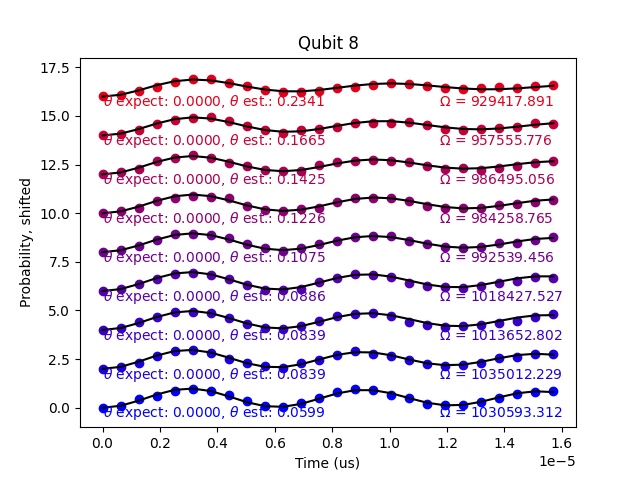 Qubit 8
Probability, shifted
17.5
15.0
12.5
10.0
7.5
5.0
2.5
0.0
θ expect: 0.0000, θ est.: 0.2341 Ω = 929417.891
θ expect: 0.0000, θ est.: 0.1665 Ω = 957555.776
θ expect: 0.0000, θ est.: 0.1425 Ω = 986495.056
θ expect: 0.0000, θ est.: 0.1226 Ω = 984258.765
θ expect: 0.0000, θ est.: 0.1075 Ω = 992539.456
θ expect: 0.0000, θ est.: 0.0886 Ω = 1018427.527
θ expect: 0.0000, θ est.: 0.0839 Ω = 1013652.802
θ expect: 0.0000, θ est.: 0.0839 Ω = 1035012.229
θ expect: 0.0000, θ est.: 0.0599 Ω = 1030593.312
0.0 0.2 0.4 0.6 0.8 1.0 1.2 1.4 1.6
1e−5
Time (us)